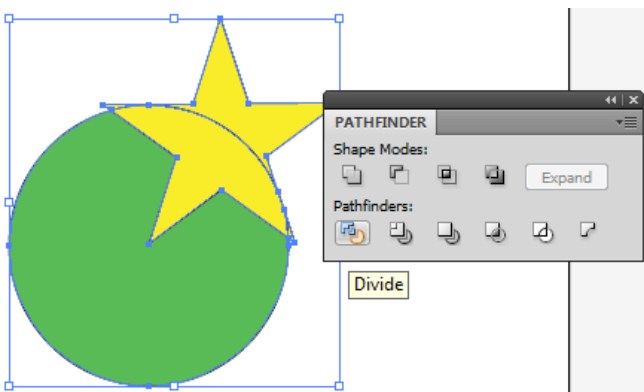 PATHFINDER
Shape Modes:
Expand
Pathfinders:
Divide